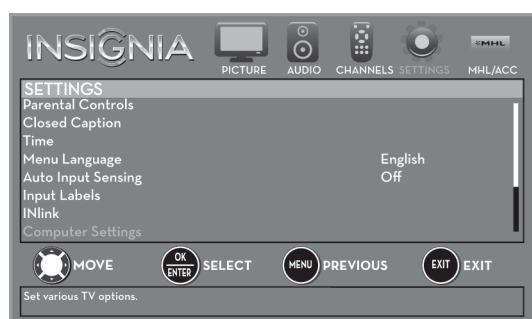 INSIGNIA
PICTURE AUDIO CHANNELS SETTINGS MHL MHL/ACC
SETTINGS
Parental Controls
Closed Caption
Time
Menu Language English
Auto Input Sensing Off
Input Labels
INlink
Computer Settings
MOVE OK ENTER SELECT MENU PREVIOUS EXIT EXIT
Set various TV options.